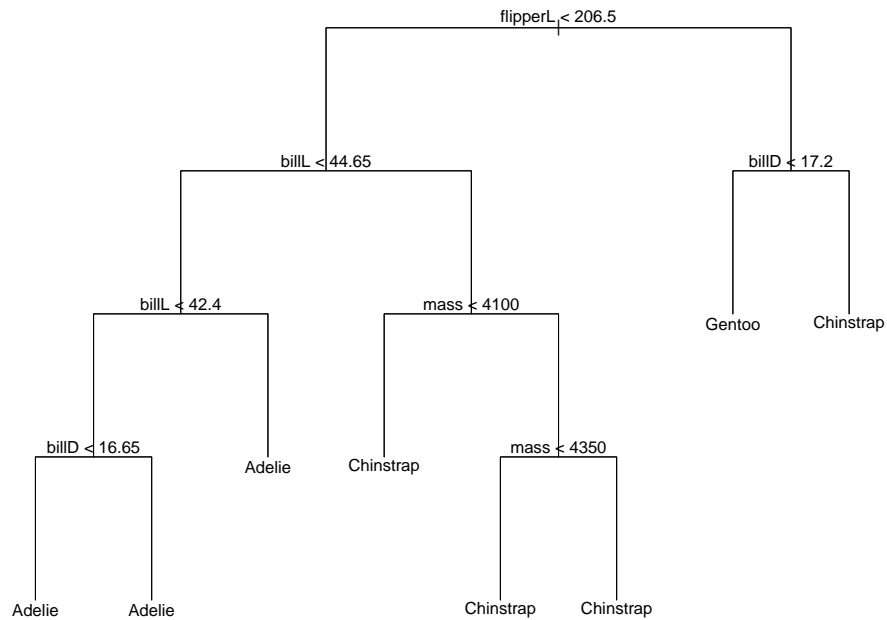 flipperL < 206.5
billL < 44.65
billD < 17.2
billL < 42.4
mass < 4100
Gentoo
Chinstrap
billD < 16.65
Adelie
Chinstrap
mass < 4350
Adelie
Adelie
Chinstrap
Chinstrap